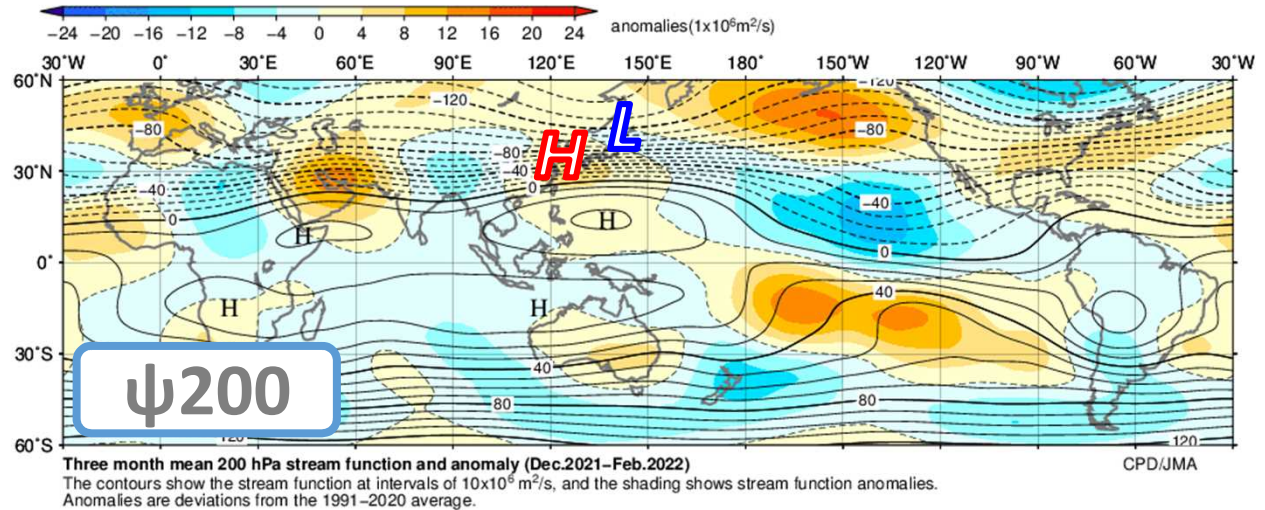 −24 −20 −16 −12 −8 −4 0 4 8 12 16 20 24
anomalies(1x10⁶m²/s)
30°W 0° 30°E 60°E 90°E 120°E 150°E 180° 150°W 120°W 90°W 60°W 30°W
60°N
−120
−120
−80
−80
L
−80
H
30°N
−40
−40
0
−40
0
H
H
0
0°
40
H
H
30°S
40
ψ200
80
80
60°S
120
120
Three month mean 200 hPa stream function and anomaly (Dec.2021−Feb.2022)
CPD/JMA
The contours show the stream function at intervals of 10x10⁶ m²/s, and the shading shows stream function anomalies.
Anomalies are deviations from the 1991−2020 average.